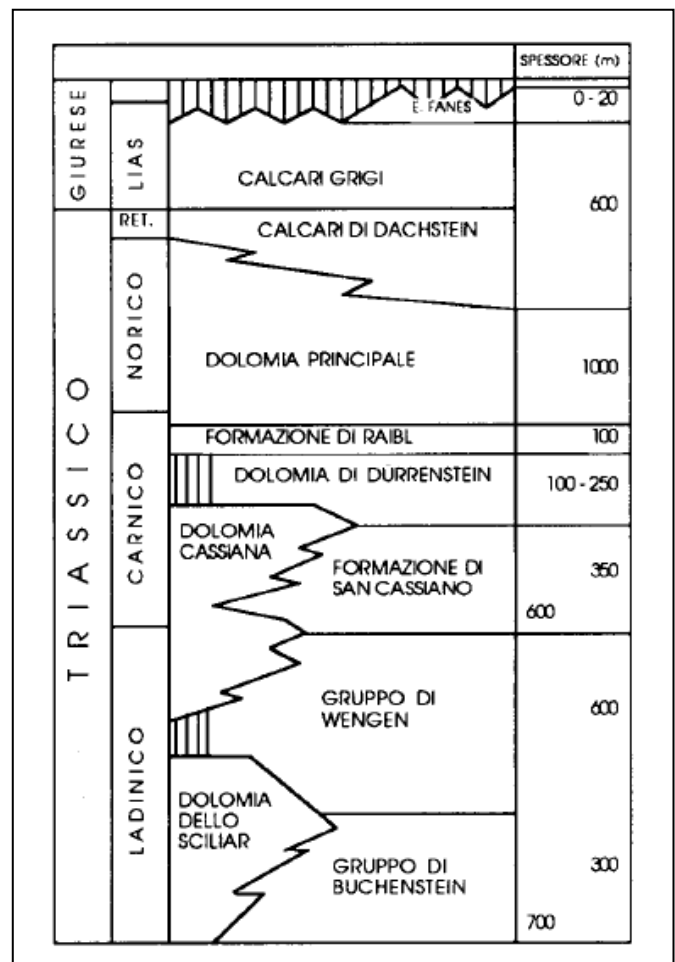 SPESSORE (m)
GIURESE
LIAS
E. FANES
0 - 20
CALCARI GRIGI
600
TRIASSICO
RET.
CALCARI DI DACHSTEIN
NORICO
DOLOMIA PRINCIPALE
1000
CARNICO
FORMAZIONE DI RAIBL
100
DOLOMIA DI DÜRRENSTEIN
100 - 250
DOLOMIA
CASSIANA
FORMAZIONE DI
SAN CASSIANO
350
600
LADINICO
GRUPPO DI
WENGEN
600
DOLOMIA
DELLO
SCILIAR
GRUPPO DI
BUCHENSTEIN
300
700